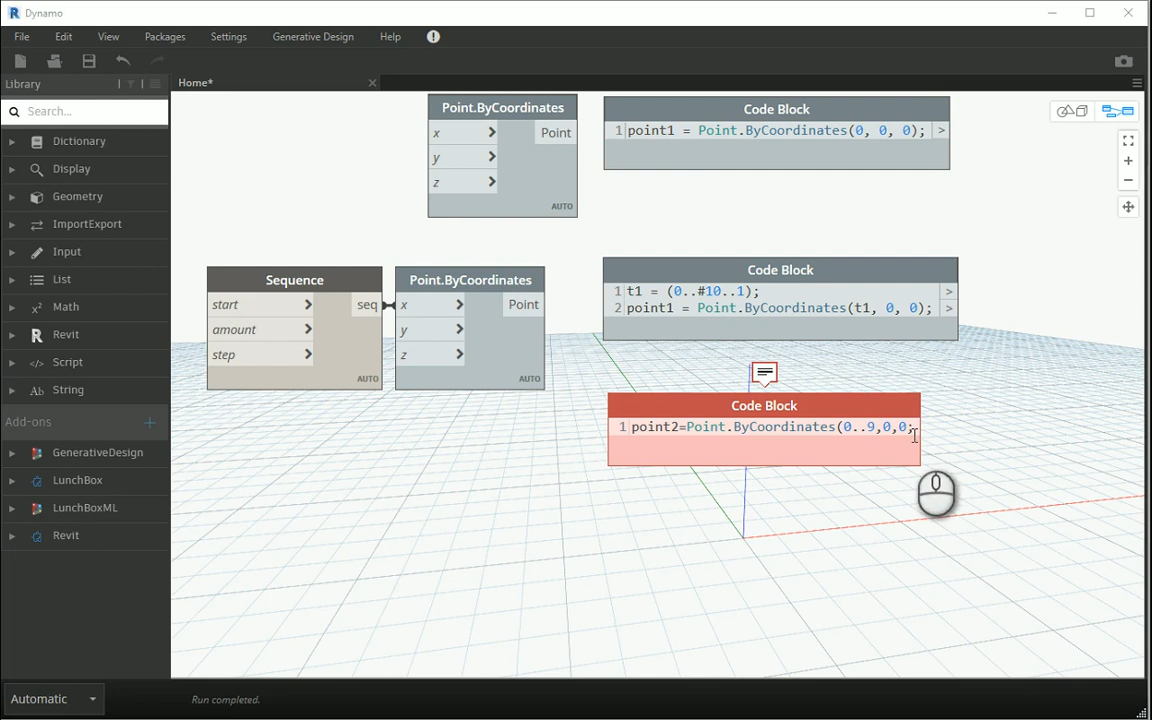 R Dynamo
File Edit View Packages Settings Generative Design Help
Library
Home*
Search...
Dictionary
Display
Geometry
ImportExport
Input
List
Math
Revit
Script
Ab String
Add-ons
GenerativeDesign
LunchBox
LunchBoxML
Revit
Point.ByCoordinates
x Point
y
z
AUTO
Code Block
1 point1 = Point.ByCoordinates(0, 0, 0); >
Sequence
start seq
amount
step
AUTO
Point.ByCoordinates
x Point
y
z
AUTO
Code Block
1 t1 = (0..#10..1); >
2 point1 = Point.ByCoordinates(t1, 0, 0); >
Code Block
1 point2=Point.ByCoordinates(0..9,0,0;
Automatic
Run completed.